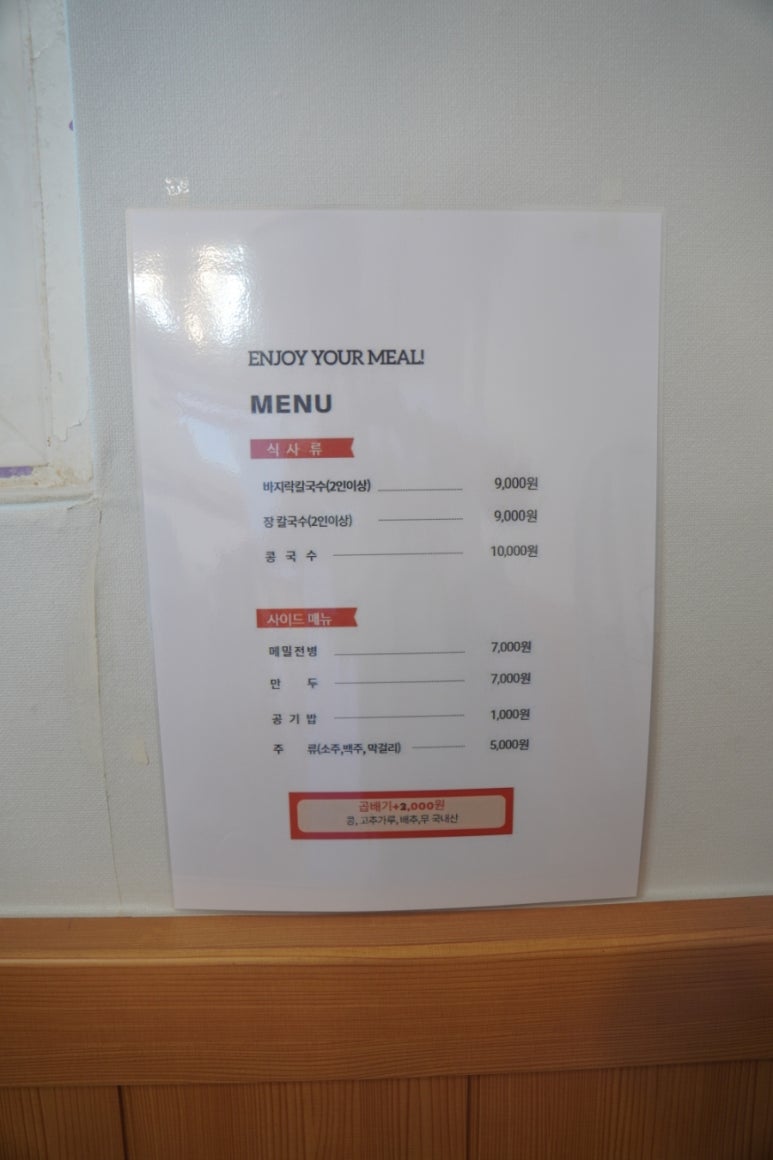 ENJOY YOUR MEAL!
MENU
식 사 류
바지락칼국수(2인이상) 9,000원
장 칼국수(2인이상) 9,000원
콩 국 수 10,000원
사이드 메뉴
메밀전병 7,000원
만 두 7,000원
공 기 밥 1,000원
주 류(소주,맥주, 막걸리) 5,000원
곱배기+2,000원
콩, 고추가루, 배추,무 국내산